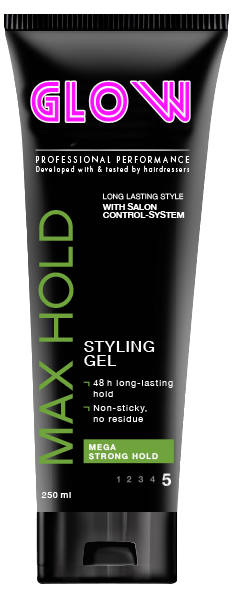 GLOW
PROFESSIONAL PERFORMANCE
Developed with & tested by hairdressers
LONG LASTING STYLE
WITH SALON
CONTROL-SYSTEM
MAX HOLD
STYLING
GEL
¬ 48 h long-lasting
hold
¬ Non-sticky,
no residue
MEGA
STRONG HOLD
1 2 3 4 5
250 ml
GLOW